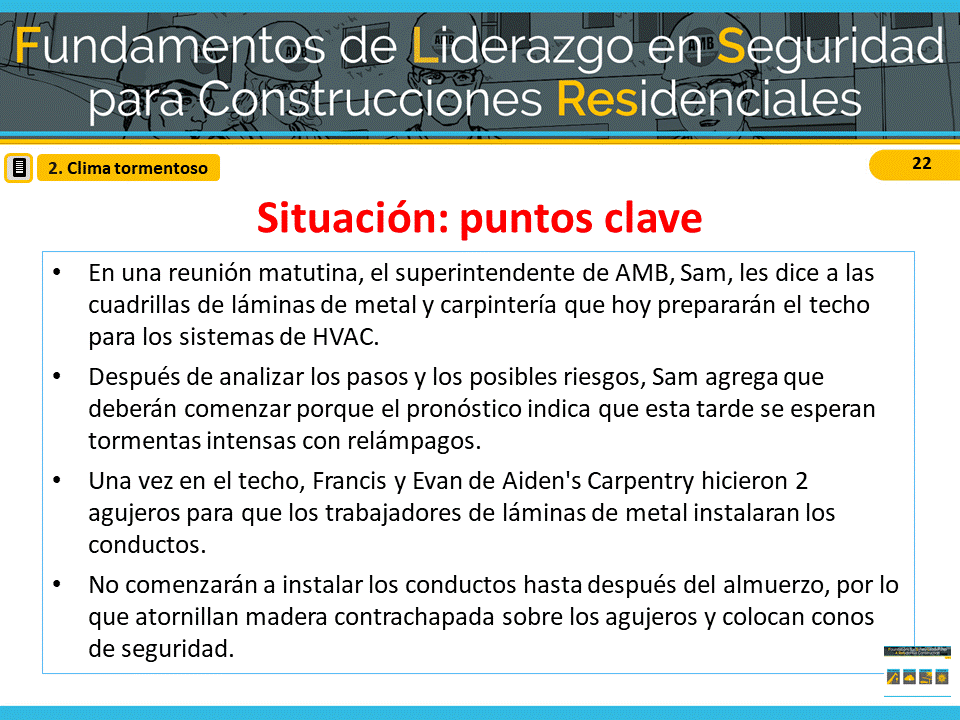 Fundamentos de Liderazgo en Seguridad
para Construcciones Residenciales
2. Clima tormentoso
22
Situación: puntos clave
• En una reunión matutina, el superintendente de AMB, Sam, les dice a las
cuadrillas de láminas de metal y carpintería que hoy prepararán el techo
para los sistemas de HVAC.
• Después de analizar los pasos y los posibles riesgos, Sam agrega que
deberán comenzar porque el pronóstico indica que esta tarde se esperan
tormentas intensas con relámpagos.
• Una vez en el techo, Francis y Evan de Aiden's Carpentry hicieron 2
agujeros para que los trabajadores de láminas de metal instalaran los
conductos.
• No comenzarán a instalar los conductos hasta después del almuerzo, por lo
que atornillan madera contrachapada sobre los agujeros y colocan conos
de seguridad.